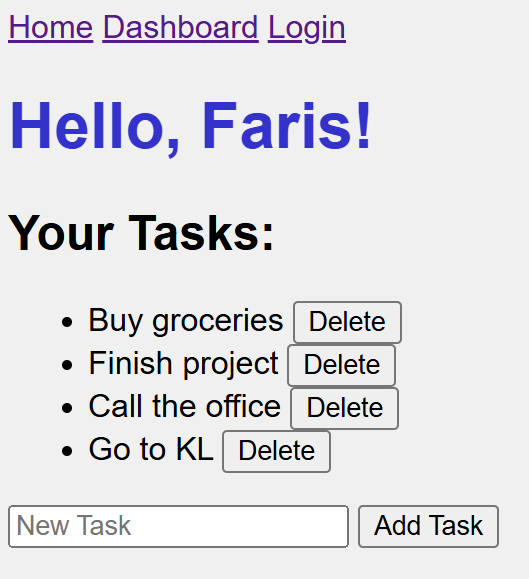 Home Dashboard Login
Hello, Faris!
Your Tasks:
Buy groceries Delete
Finish project Delete
Call the office Delete
Go to KL Delete
New Task Add Task